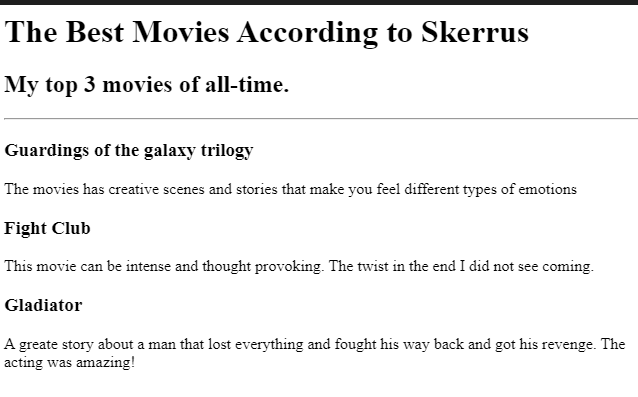 The Best Movies According to Skerrus
My top 3 movies of all-time.
Guardings of the galaxy trilogy
The movies has creative scenes and stories that make you feel different types of emotions
Fight Club
This movie can be intense and thought provoking. The twist in the end I did not see coming.
Gladiator
A greate story about a man that lost everything and fought his way back and got his revenge. The
acting was amazing!